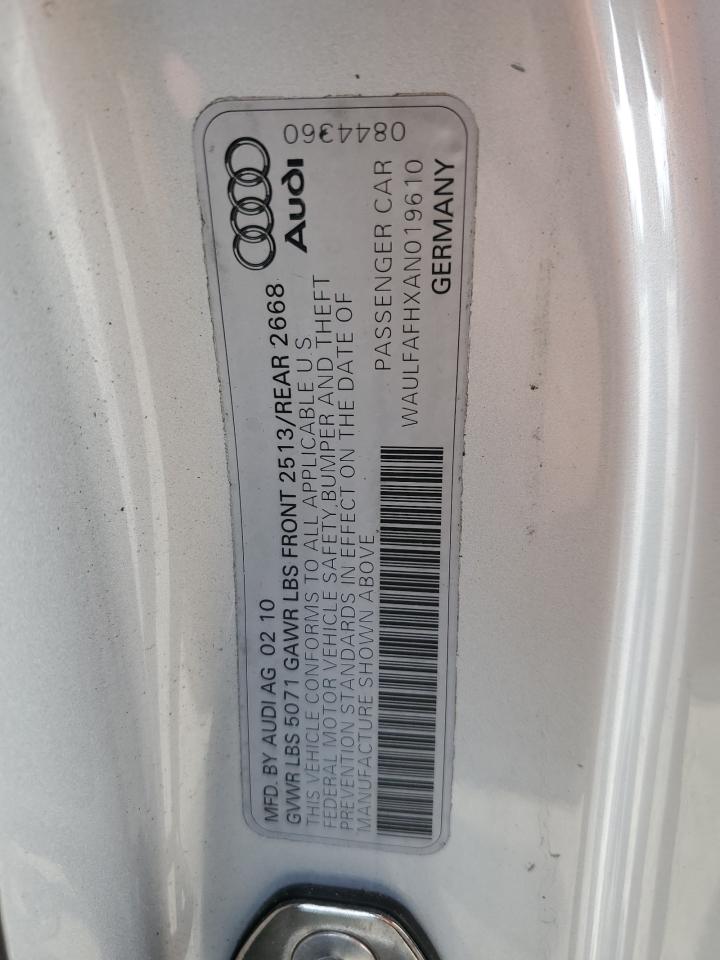 MFD. BY AUDI AG 02 10
GVWR LBS 5071 GAWR LBS FRONT 2513/REAR 2668
THIS VEHICLE CONFORMS TO ALL APPLICABLE U S
FEDERAL MOTOR VEHICLE SAFETY, BUMPER AND THEFT
PREVENTION STANDARDS IN EFFECT ON THE DATE OF
MANUFACTURE SHOWN ABOVE
PASSENGER CAR
WAULFAFHXAN019610
GERMANY
Audi
0844360